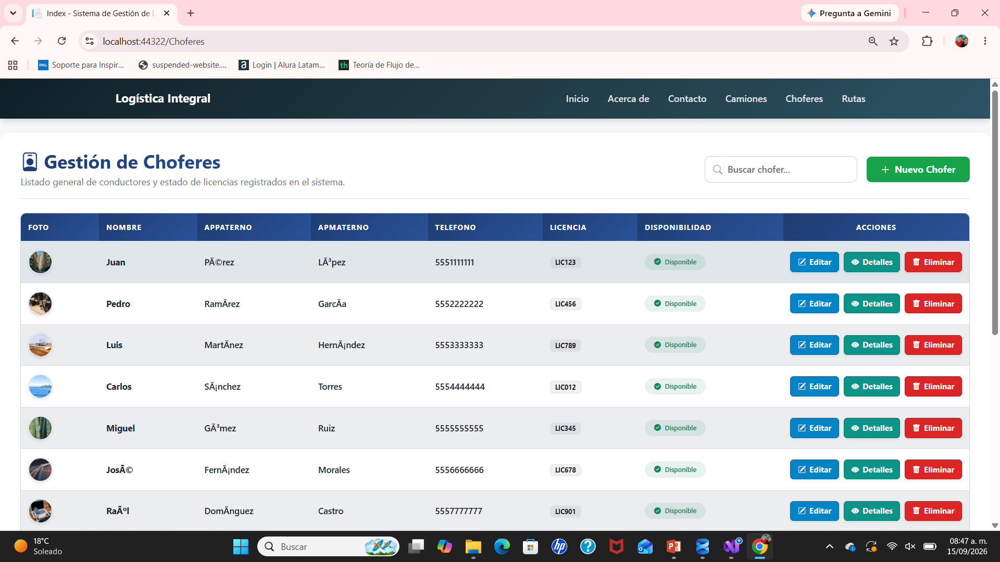 Index - Sistema de Gestión de L
Pregunta a Gemini
localhost:44322/Choferes
Soporte para Inspir...
suspended-website....
Login | Alura Latam...
Teoría de Flujo de...
Logística Integral
Inicio
Acerca de
Contacto
Camiones
Choferes
Rutas
Gestión de Choferes
Listado general de conductores y estado de licencias registrados en el sistema.
Buscar chofer...
+ Nuevo Chofer
FOTO NOMBRE APPATERNO APMATERNO TELEFONO LICENCIA DISPONIBILIDAD ACCIONES
Juan PÃ©rez LÃ³pez 5551111111 LIC123 Disponible Editar Detalles Eliminar
Pedro RamÃrez GarcÃa 5552222222 LIC456 Disponible Editar Detalles Eliminar
Luis MartÃnez HernÃ¡ndez 5553333333 LIC789 Disponible Editar Detalles Eliminar
Carlos SÃ¡nchez Torres 5554444444 LIC012 Disponible Editar Detalles Eliminar
Miguel GÃ³mez Ruiz 5555555555 LIC345 Disponible Editar Detalles Eliminar
JosÃ© FernÃ¡ndez Morales 5556666666 LIC678 Disponible Editar Detalles Eliminar
RaÃºl DomÃnguez Castro 5557777777 LIC901 Disponible Editar Detalles Eliminar
18°C
Soleado
Buscar
08:47 a. m.
15/09/2026